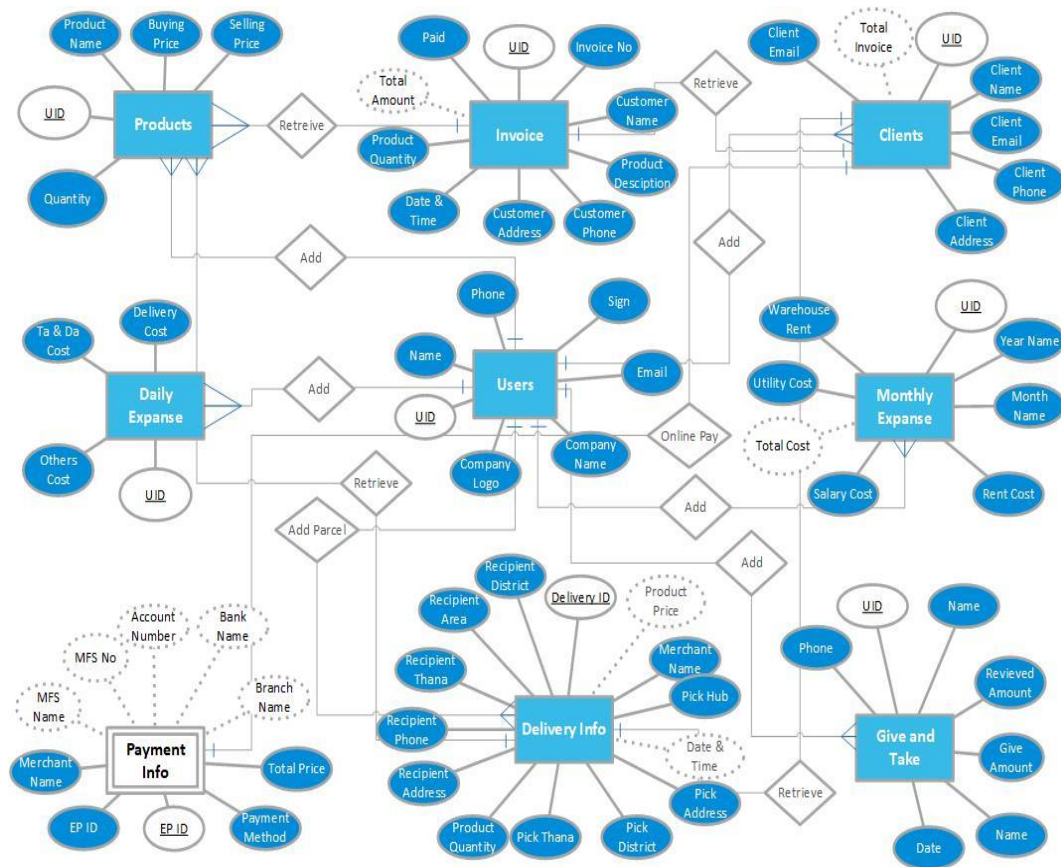 Product
Name
Buying
Price
Selling
Price
UID
Products
Quantity
Retreive
Paid
UID
Invoice No
Total
Amount
Customer
Name
Invoice
Product
Quantity
Product
Desciption
Date &
Time
Customer
Address
Customer
Phone
Retrieve
Client
Email
Total
Invoice
UID
Client
Name
Clients
Client
Email
Client
Phone
Client
Address
Add
Add
Ta & Da
Cost
Delivery
Cost
Daily
Expanse
Others
Cost
UID
Add
Phone
Sign
Name
Users
Email
UID
Company
Logo
Company
Name
Online Pay
Warehouse
Rent
UID
Year Name
Utility Cost
Monthly
Expanse
Month
Name
Total Cost
Salary Cost
Rent Cost
Retrieve
Add Parcel
Add
Add
Account
Number
Bank
Name
MFS No
MFS
Name
Branch
Name
Payment
Info
Merchant
Name
Total Price
EP ID
EP ID
Payment
Method
Recipient
District
Delivery ID
Product
Price
Recipient
Area
Recipient
Thana
Merchant
Name
Pick Hub
Recipient
Phone
Delivery Info
Date &
Time
Recipient
Address
Pick
Address
Product
Quantity
Pick Thana
Pick
District
Retrieve
UID
Name
Phone
Revieved
Amount
Give and
Take
Give
Amount
Date
Name